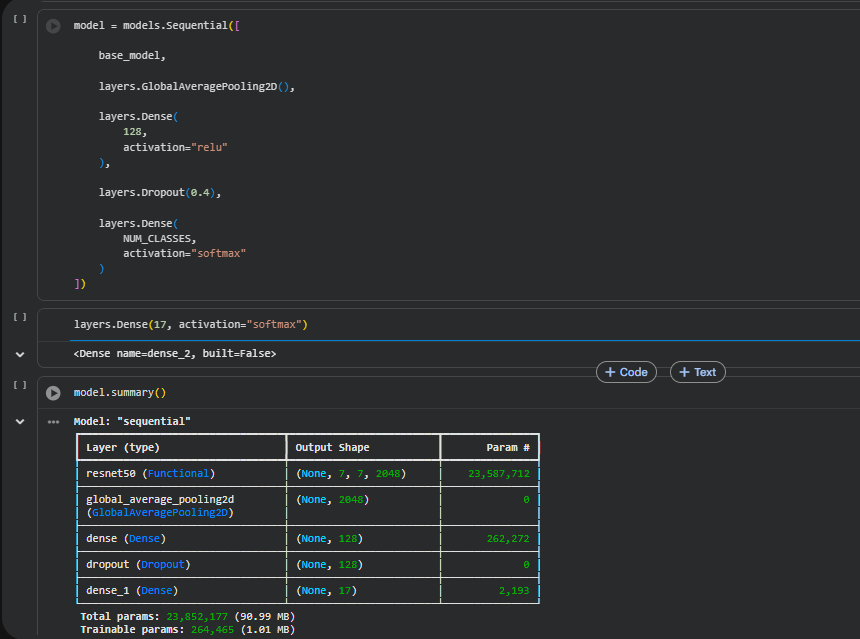 [ ]
model = models.Sequential([
base_model,
layers.GlobalAveragePooling2D(),
layers.Dense(
128,
activation="relu"
),
layers.Dropout(0.4),
layers.Dense(
NUM_CLASSES,
activation="softmax"
)
])
[ ]
layers.Dense(17, activation="softmax")
<Dense name=dense_2, built=False>
+ Code + Text
[ ]
model.summary()
Model: "sequential"
Layer (type) Output Shape Param #
resnet50 (Functional) (None, 7, 7, 2048) 23,587,712
global_average_pooling2d (None, 2048) 0
(GlobalAveragePooling2D)
dense (Dense) (None, 128) 262,272
dropout (Dropout) (None, 128) 0
dense_1 (Dense) (None, 17) 2,193
Total params: 23,852,177 (90.99 MB)
Trainable params: 264,465 (1.01 MB)